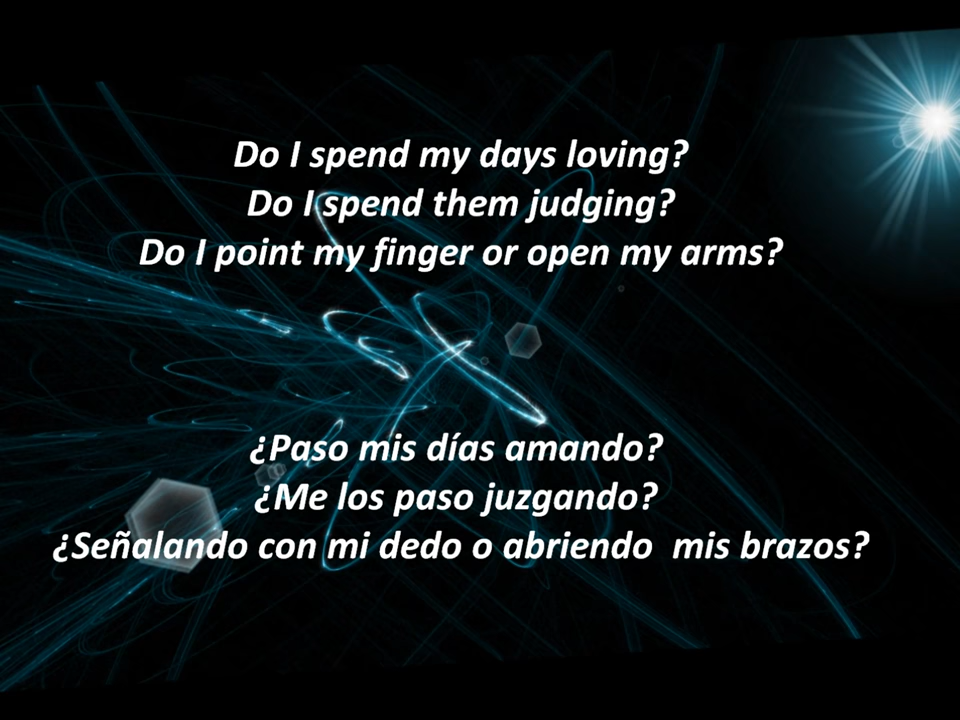 Do I spend my days loving?
Do I spend them judging?
Do I point my finger or open my arms?
¿Paso mis días amando?
¿Me los paso juzgando?
¿Señalando con mi dedo o abriendo  mis brazos?